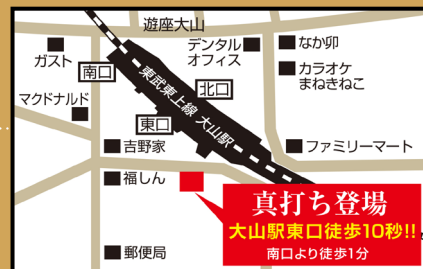 遊座大山
デンタル
オフィス
なか卯
ガスト
カラオケ
まねきねこ
南口
北口
マクドナルド
東武東上線 大山駅
東口
吉野家
ファミリーマート
福しん
真打ち登場
大山駅東口徒歩10秒!!
南口より徒歩1分
郵便局